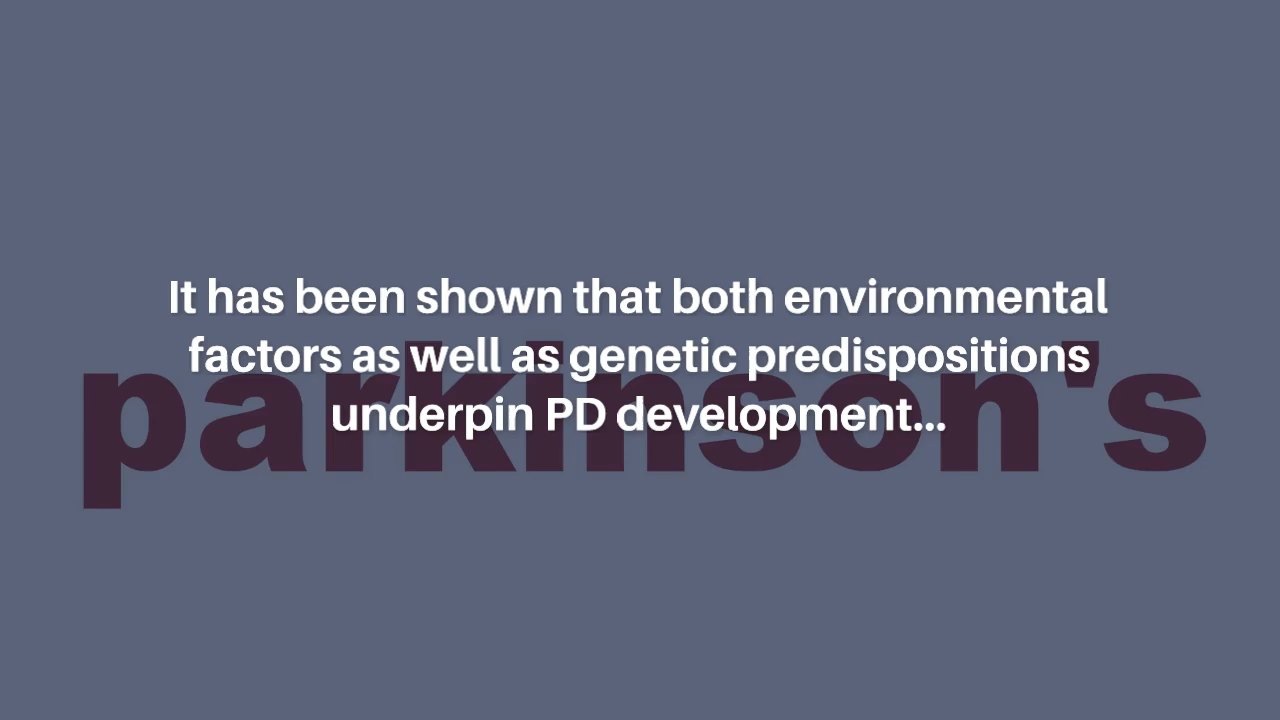 It has been shown that both environmental
factors as well as genetic predispositions
underpin PD development...
parkinson's